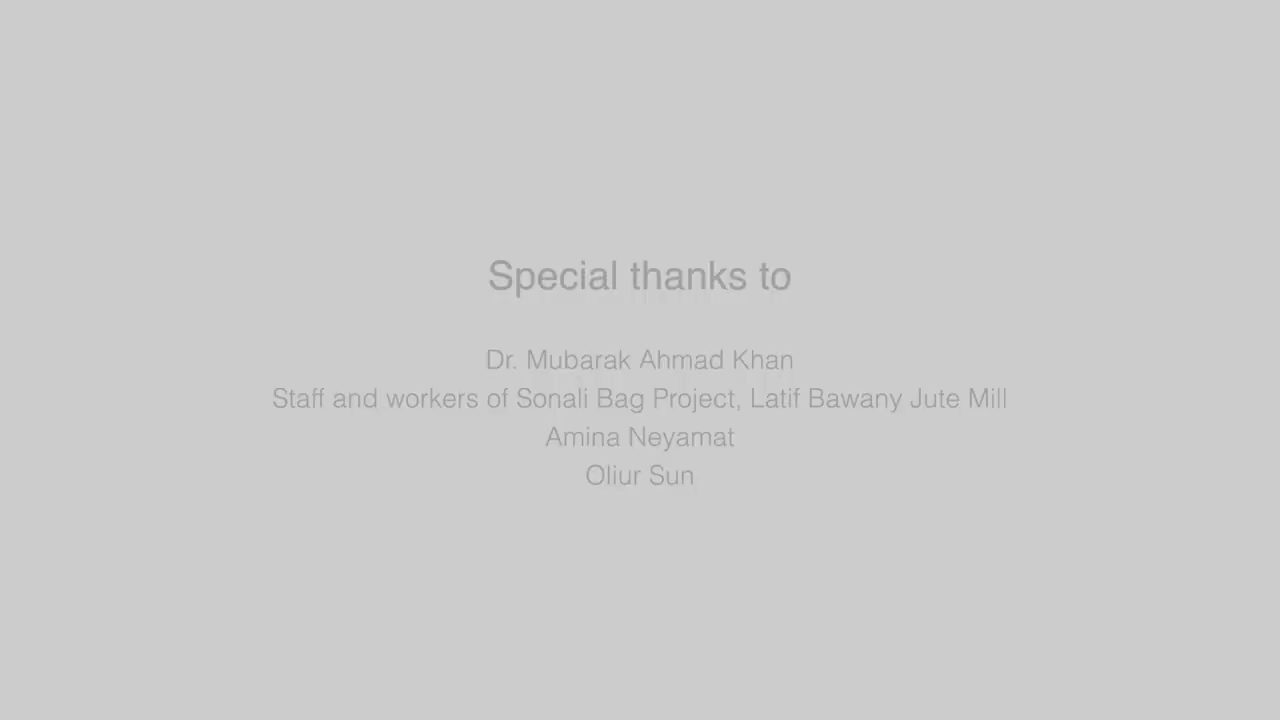 Special thanks to
Dr. Mubarak Ahmad Khan
Staff and workers of Sonali Bag Project, Latif Bawany Jute Mill
Amina Neyamat
Oliur Sun